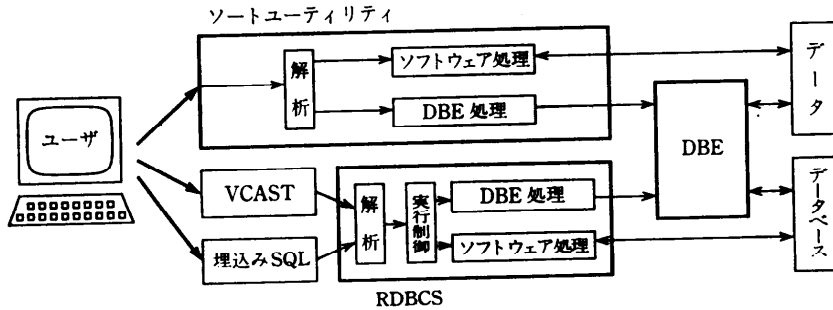 ソートユーティリティ
解析
ソフトウェア処理
DBE 処理
データ
ユーザ
DBE
VCAST
埋込みSQL
解析
実行制御
DBE 処理
ソフトウェア処理
データベース
RDBCS